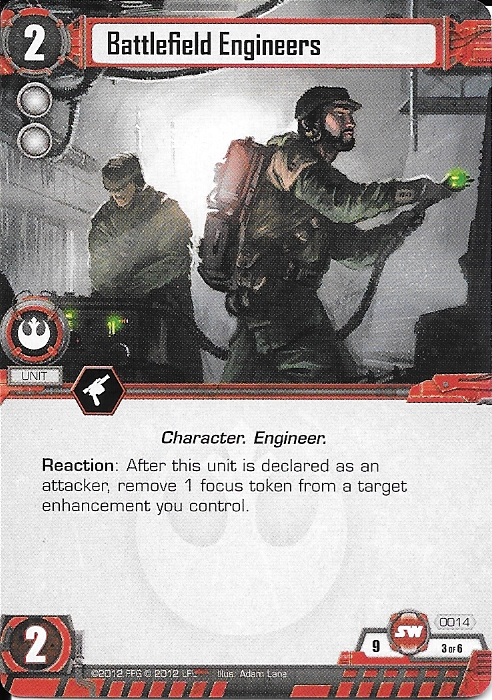 2
Battlefield Engineers
UNIT
Character. Engineer.
Reaction: After this unit is declared as an
attacker, remove 1 focus token from a target
enhancement you control.
2
9
SW
0014
3 OF 6
©2012 FFG © 2012 LFL Illus. Adam Lane